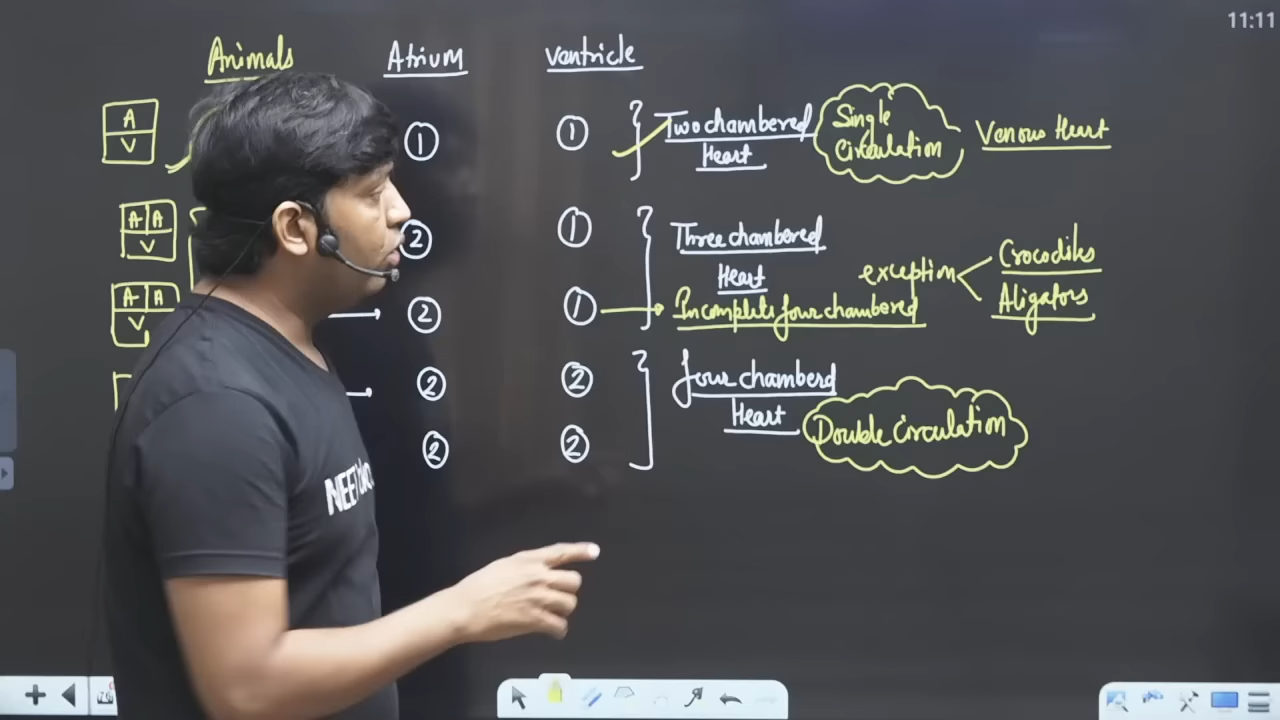 11:11
Animals Atrium ventricle
A
V
1 1 Two chambered
Heart
Single
Circulation
Venous Heart
A A
V
2 1 Three chambered
Heart
exception
Crocodiles
Aligators
A A
V
2 1 Incomplete four chambered
2 2 four chamberd
Heart
Double Circulation
2 2
NEET